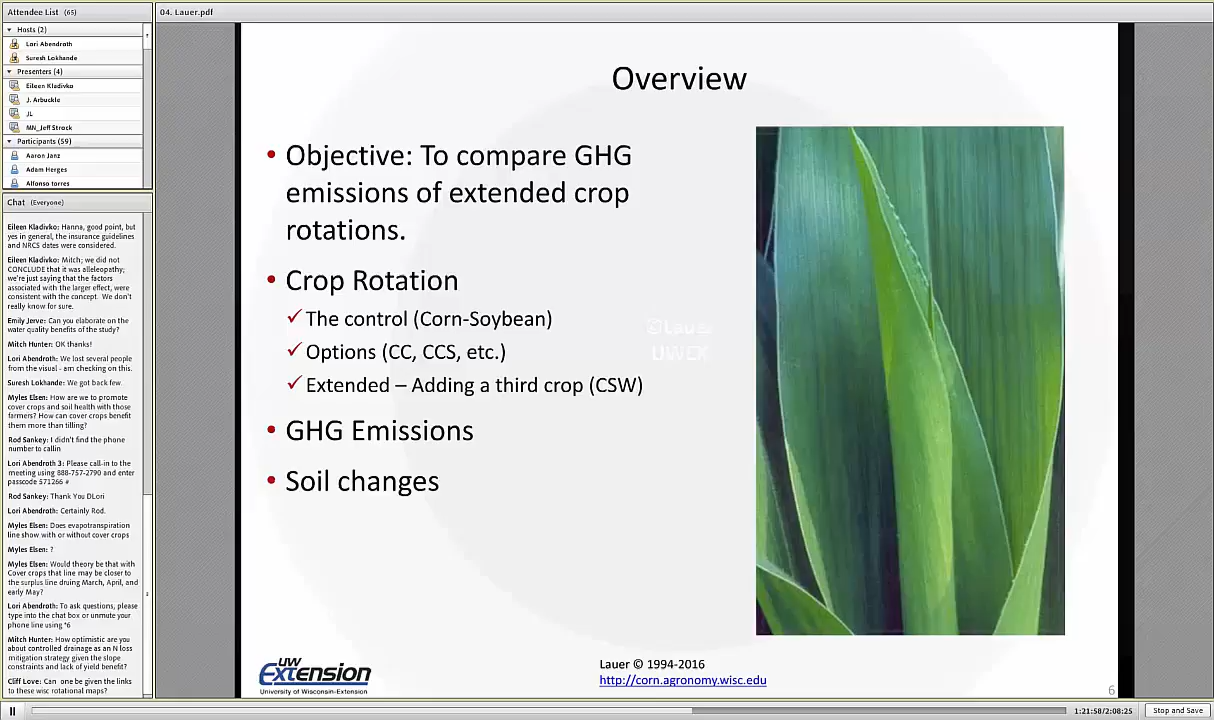 Attendee List (65)
Hosts (2)
Lori Abendroth
Suresh Lokhande
Presenters (4)
Eileen Kladivko
J. Arbuckle
JL
MN_Jeff Strock
Participants (59)
Aaron Janz
Adam Herges
Alfonso torres
Chat (Everyone)
Eileen Kladivko: Hanna, good point, but
yes in general, the insurance guidelines
and NRCS dates were considered.
Eileen Kladivko: Mitch; we did not
CONCLUDE that it was alleleopathy;
we're just saying that the factors
associated with the larger effect, were
consistent with the concept. We don't
really know for sure.
Emily Jerve: Can you elaborate on the
water quality benefits of the study?
Mitch Hunter: OK thanks!
Lori Abendroth: We lost several people
from the visual - am checking on this.
Suresh Lokhande: We got back few.
Myles Elsen: How are we to promote
cover crops and soil health with those
farmers? How can cover crops benefit
them more than tilling?
Rod Sankey: I didn't find the phone
number to callin
Lori Abendroth 3: Please call-in to the
meeting using 888-757-2790 and enter
passcode 571266 #
Rod Sankey: Thank You DLori
Lori Abendroth: Certainly Rod.
Myles Elsen: Does evapotranspiration
line show with or without cover crops
Myles Elsen: ?
Myles Elsen: Would theory be that with
Cover crops that line may be closer to
the surplus line druing March, April, and
early May?
Lori Abendroth: To ask questions, please
type into the chat box or unmute your
phone line using *6
Mitch Hunter: How optimistic are you
about controlled drainage as an N loss
mitigation strategy given the slope
constraints and lack of yield benefit?
Cliff Love: Can one be given the links
to these wisc rotational maps?
04. Lauer.pdf
Overview
• Objective: To compare GHG
emissions of extended crop
rotations.
• Crop Rotation
✓ The control (Corn-Soybean)
✓ Options (CC, CCS, etc.)
✓ Extended – Adding a third crop (CSW)
• GHG Emissions
• Soil changes
©Lauer
UWEX
UW
Extension
University of Wisconsin-Extension
Lauer © 1994-2016
http://corn.agronomy.wisc.edu
6
1:21:58/2:08:25
Stop and Save